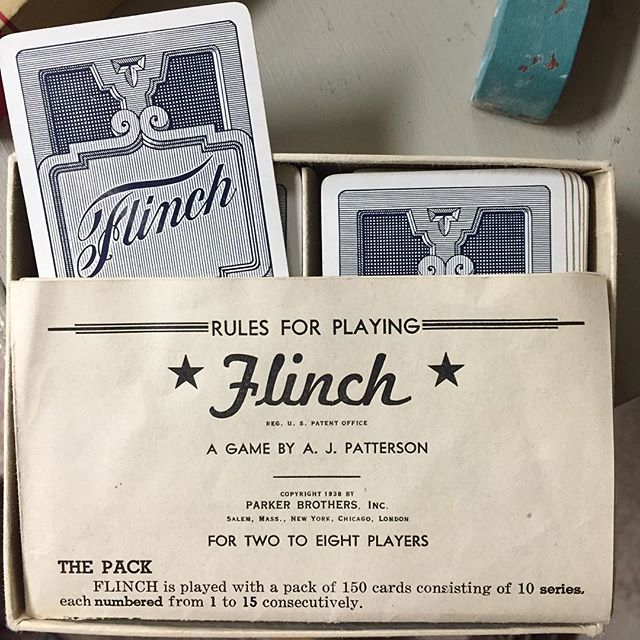 Flinch
RULES FOR PLAYING
Flinch
REG. U. S. PATENT OFFICE
A GAME BY A. J. PATTERSON
COPYRIGHT 1938 BY
PARKER BROTHERS, INC.
SALEM, MASS., NEW YORK, CHICAGO, LONDON
FOR TWO TO EIGHT PLAYERS
THE PACK
FLINCH is played with a pack of 150 cards consisting of 10 series,
each numbered from 1 to 15 consecutively.